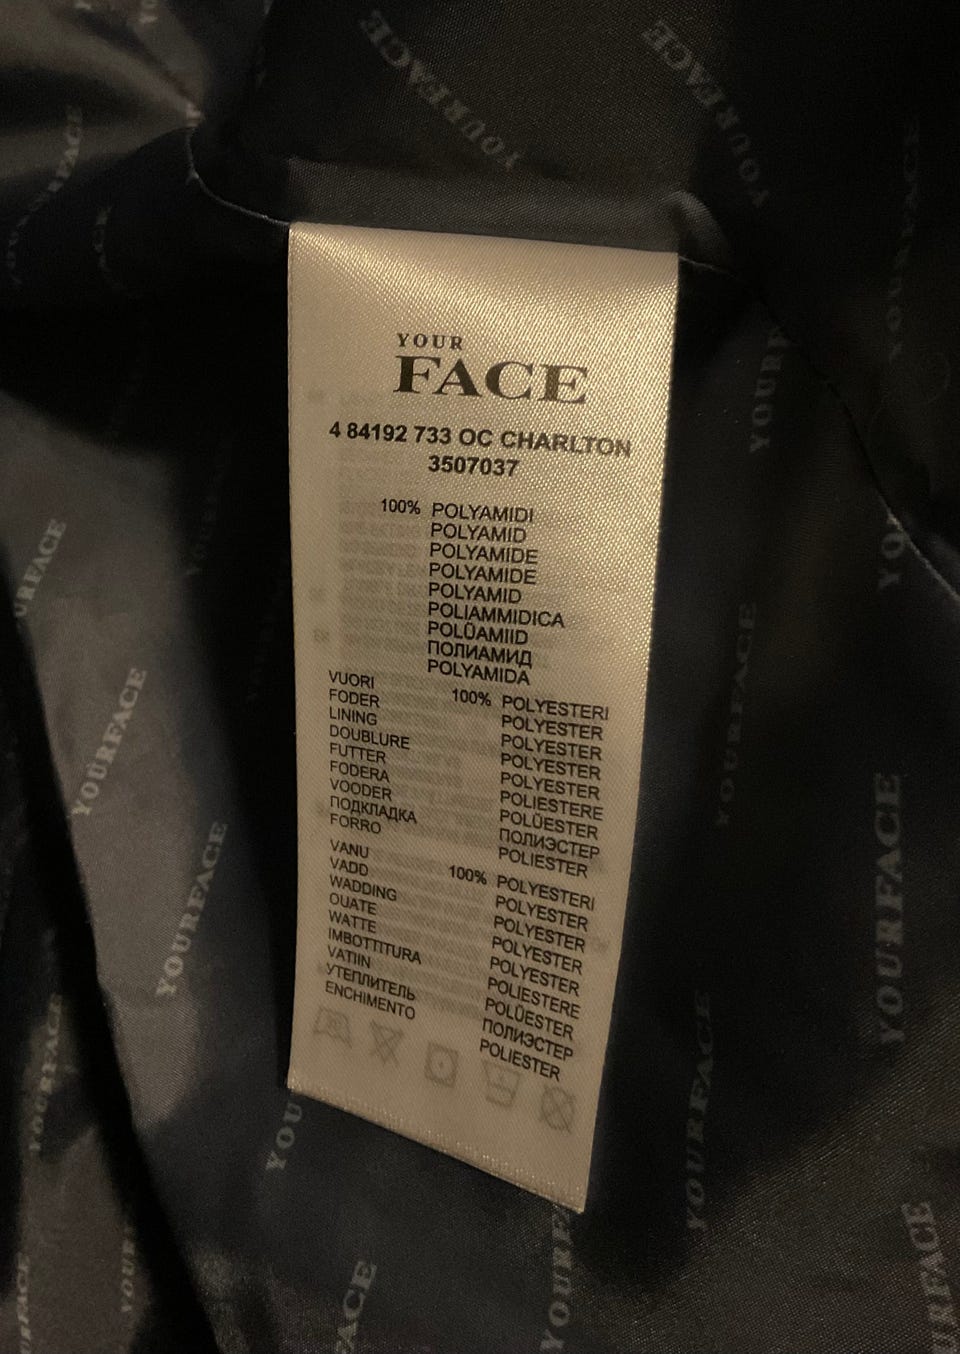 YOUR
FACE
4 84192 733 OC CHARLTON
3507037
100% POLYAMIDI
POLYAMID
POLYAMIDE
POLYAMIDE
POLYAMID
POLIAMMIDICA
POLÜAMIID
ПОЛИАМИД
POLYAMIDA
VUORI 100% POLYESTERI
FODER POLYESTER
LINING POLYESTER
DOUBLURE POLYESTER
FUTTER POLYESTER
FODERA POLIESTERE
VOODER POLÜESTER
ПОДКЛАДКА ПОЛИЭСТЕР
FORRO POLIESTER
VANU 100% POLYESTERI
VADD POLYESTER
WADDING POLYESTER
OUATE POLYESTER
WATTE POLYESTER
IMBOTTITURA POLIESTERE
VATIIN POLÜESTER
УТЕПЛИТЕЛЬ ПОЛИЭСТЕР
ENCHIMENTO POLIESTER
YOURFACE
YOURFACE
YOURFACE
YOURFACE
YOURFACE
YOURFACE
YOURFACE
YOURFACE